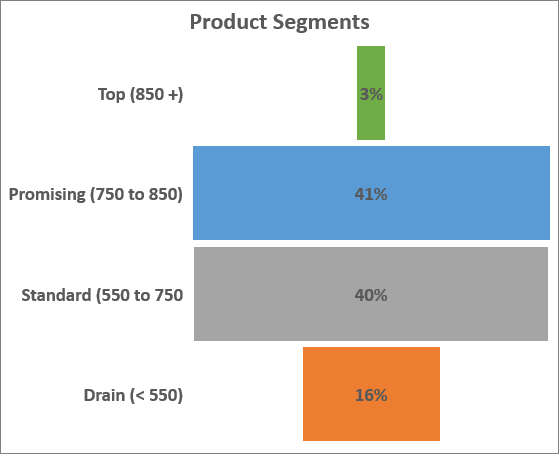 Product Segments
Top (850 +)
3%
Promising (750 to 850)
41%
Standard (550 to 750
40%
Drain (< 550)
16%